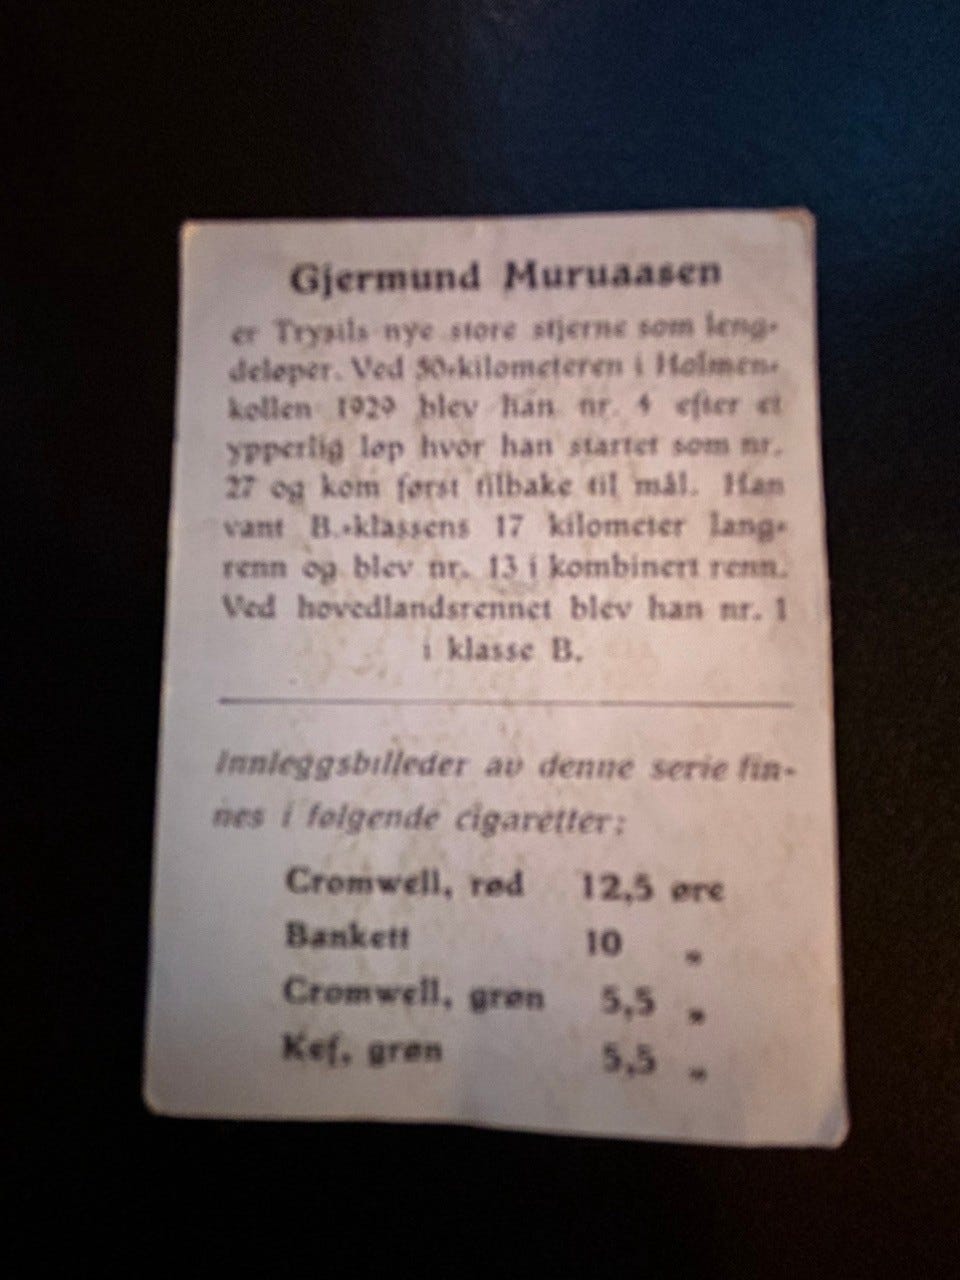 Gjermund Muruaasen
er Trysils nye store stjerne som leng-
deløper. Ved 50-kilometeren i Holmen-
kollen 1929 blev han nr. 4 efter et
ypperlig løp hvor han startet som nr.
27 og kom først tilbake til mål. Han
vant B.-klassens 17 kilometer lang-
renn og blev nr. 13 i kombinert renn.
Ved hovedlandsrennet blev han nr. 1
i klasse B.
Innleggsbilleder av denne serie fin-
nes i følgende cigaretter:
Cromwell, rød 12,5 øre
Bankett 10 „
Cromwell, grøn 5,5 „
Kef, grøn 5,5 „